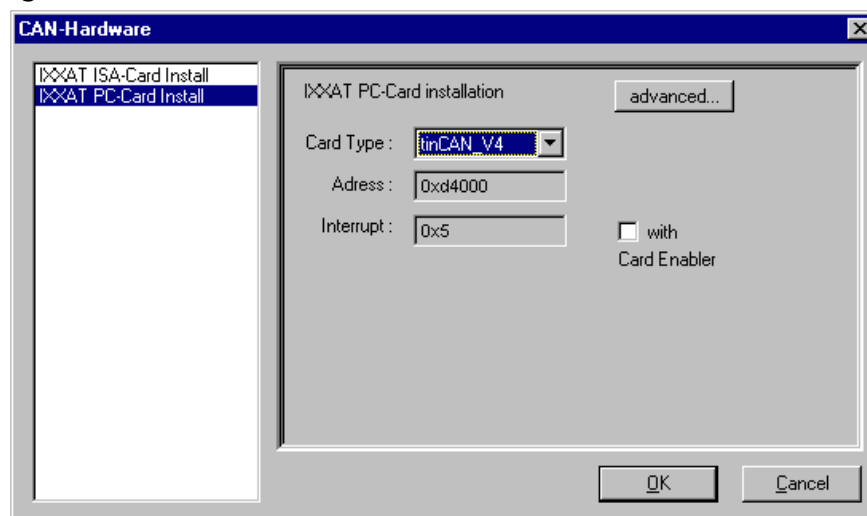 CAN-Hardware
IXXAT ISA-Card Install
IXXAT PC-Card Install
IXXAT PC-Card installation
advanced...
Card Type :
tinCAN_V4
Adress :
0xd4000
Interrupt :
0x5
with
Card Enabler
OK
Cancel